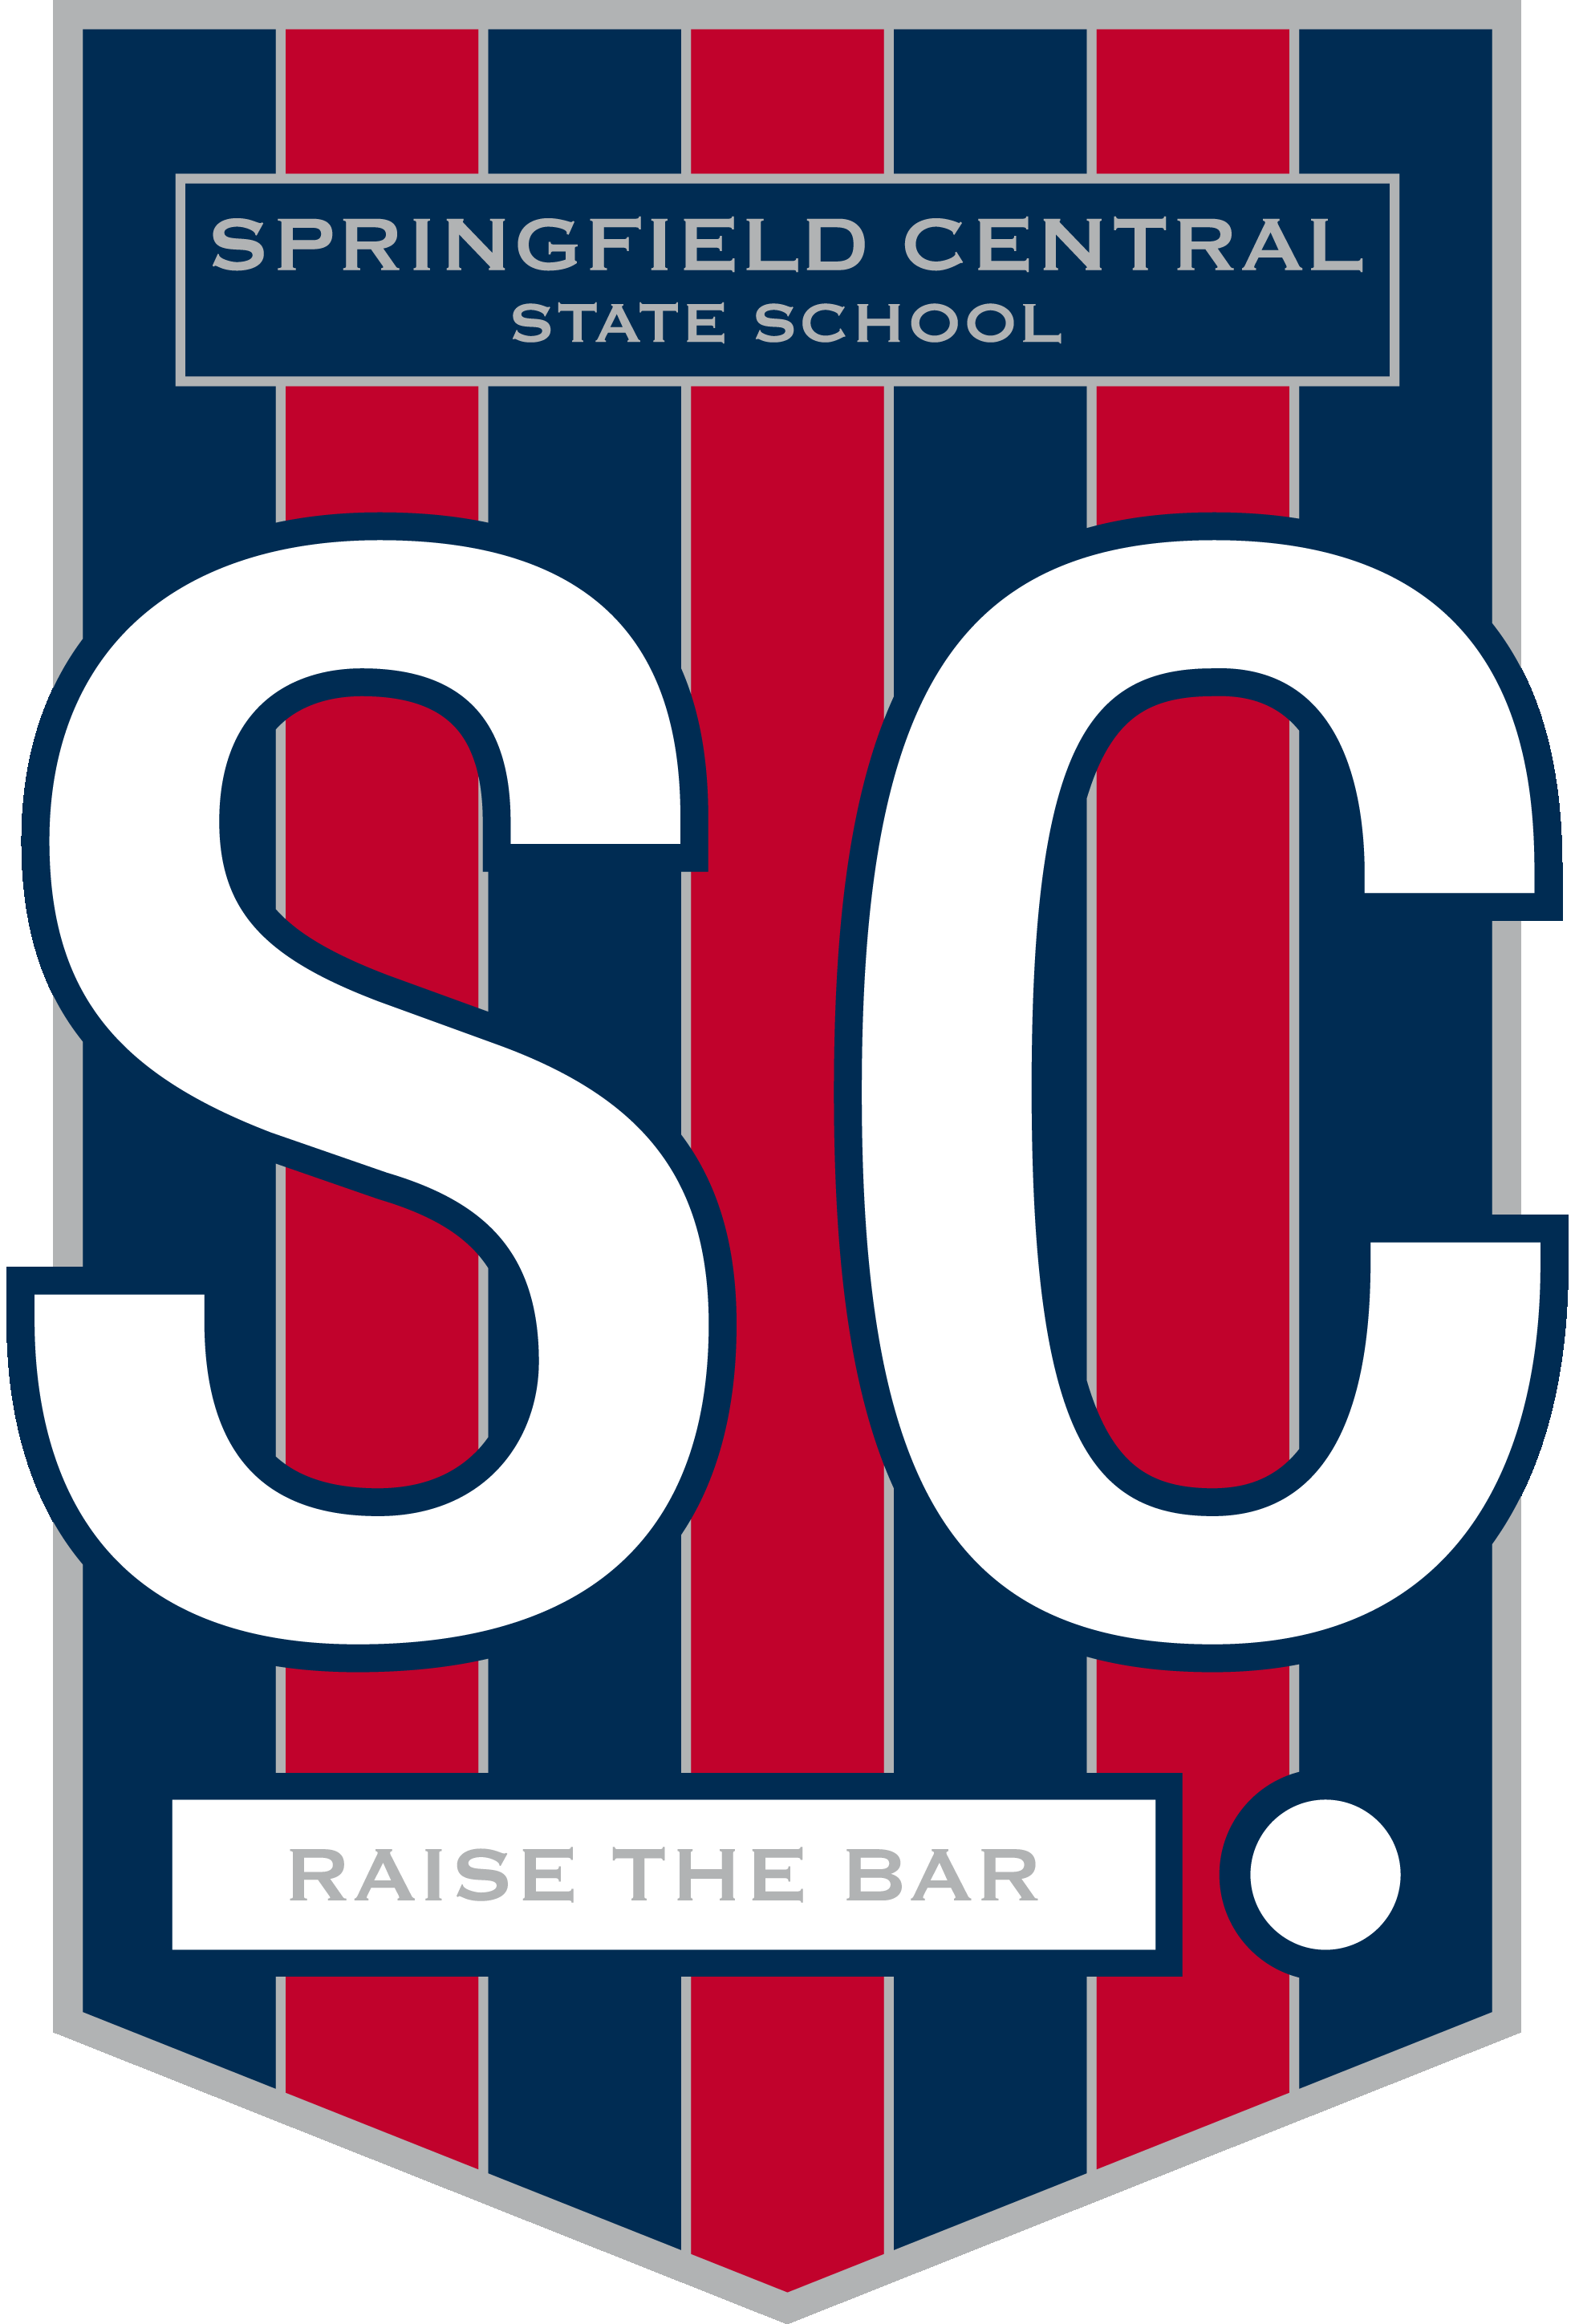 SPRINGFIELD CENTRAL
STATE SCHOOL
SC
RAISE THE BAR